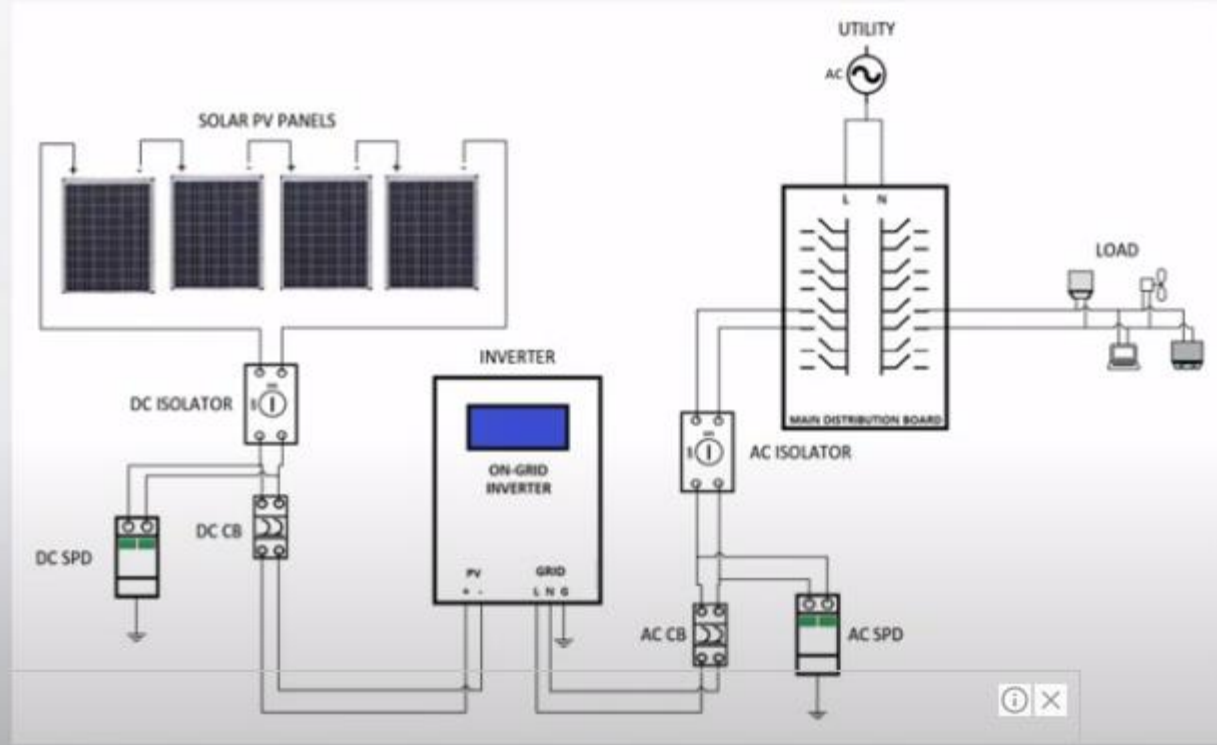 UTILITY
AC
SOLAR PV PANELS
+ - + - + - + -
L N
LOAD
INVERTER
DC ISOLATOR
MAIN DISTRIBUTION BOARD
AC ISOLATOR
ON-GRID
INVERTER
DC CB
DC SPD
PV
GRID
+ -
L N G
AC CB
AC SPD